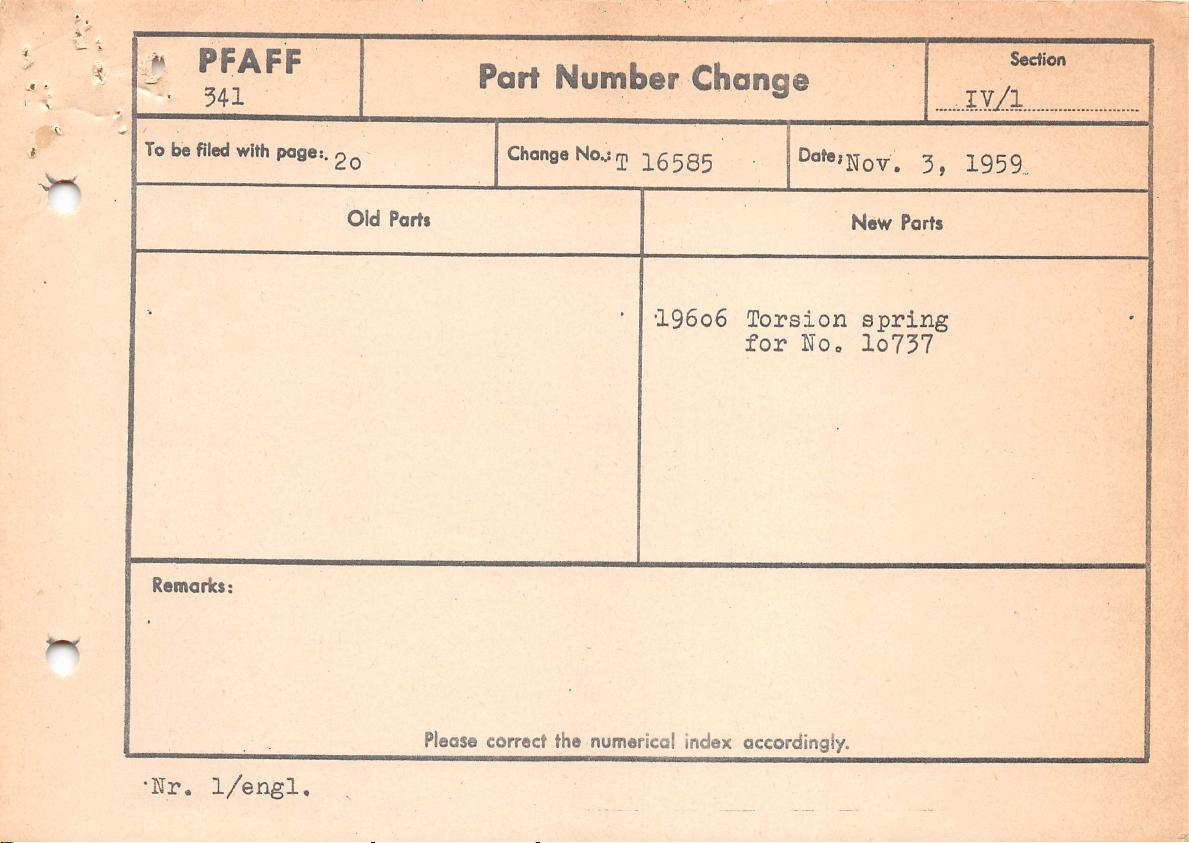 PFAFF
341
Part Number Change
Section
IV/1
To be filed with page: 2o
Change No.: T 16585
Date: Nov. 3, 1959
Old Parts
New Parts
196o6 Torsion spring
for No. 1o737
Remarks:
Please correct the numerical index accordingly.
Nr. 1/engl.